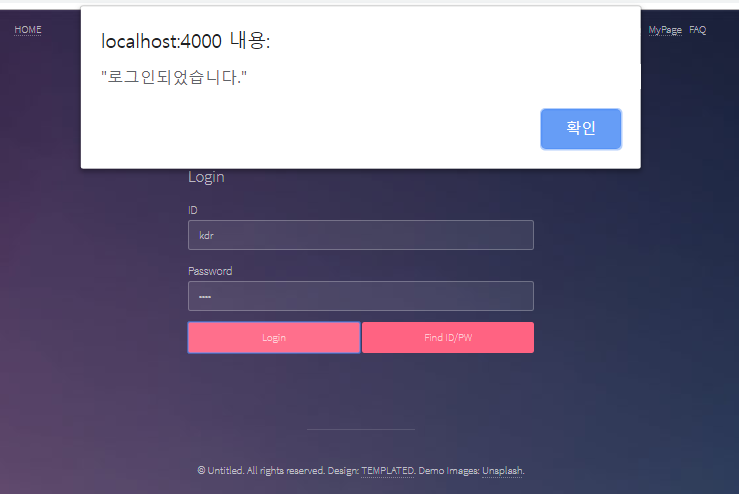 HOME MyPage FAQ
localhost:4000 내용:
"로그인되었습니다."
확인
Login
ID
kdr
Password
Login Find ID/PW
© Untitled. All rights reserved. Design: TEMPLATED. Demo Images: Unsplash.